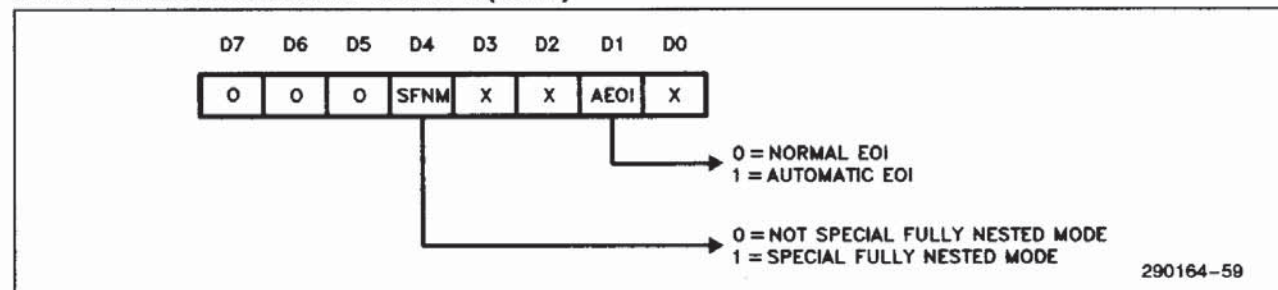 D7 D6 D5 D4 D3 D2 D1 D0
0 0 0 SFNM X X AEOI X
0 = NORMAL EOI
1 = AUTOMATIC EOI
0 = NOT SPECIAL FULLY NESTED MODE
1 = SPECIAL FULLY NESTED MODE
290164-59